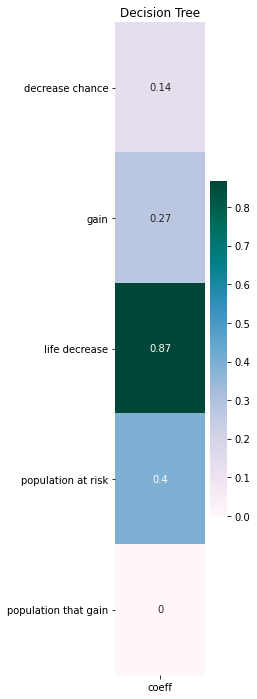 Decision Tree
decrease chance
0.14
gain
0.27
life decrease
0.87
population at risk
0.4
population that gain
0
coeff
0.8
0.7
0.6
0.5
0.4
0.3
0.2
0.1
0.0